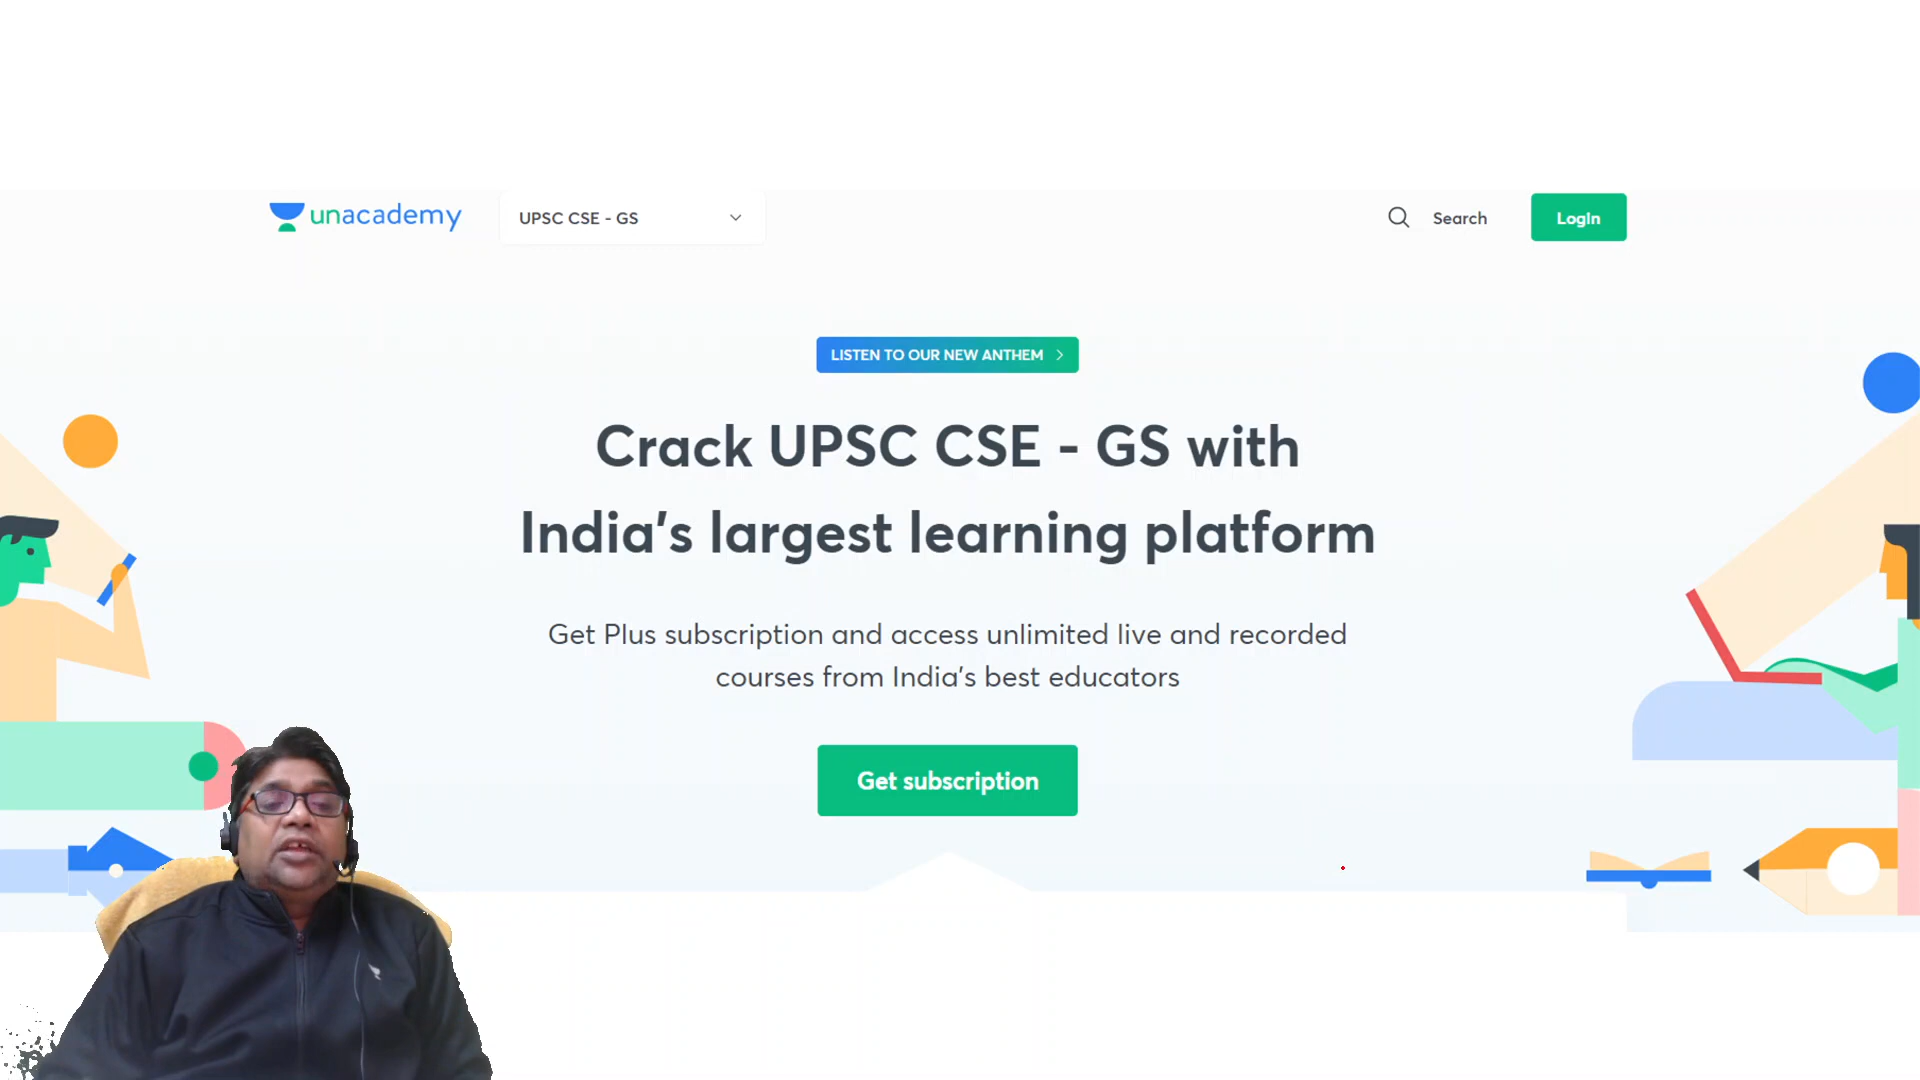 unacademy
UPSC CSE - GS
Search
Login
LISTEN TO OUR NEW ANTHEM
Crack UPSC CSE - GS with
India's largest learning platform
Get Plus subscription and access unlimited live and recorded
courses from India's best educators
Get subscription